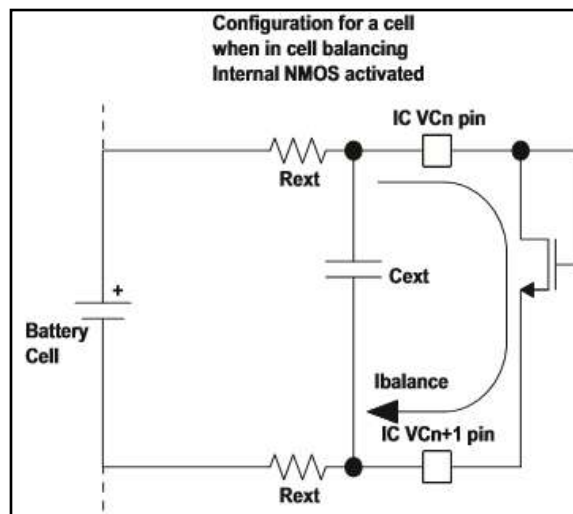 Configuration for a cell
when in cell balancing
Internal NMOS activated
IC VCn pin
Rext
Cext
+
Battery
Cell
Ibalance
IC VCn+1 pin
Rext